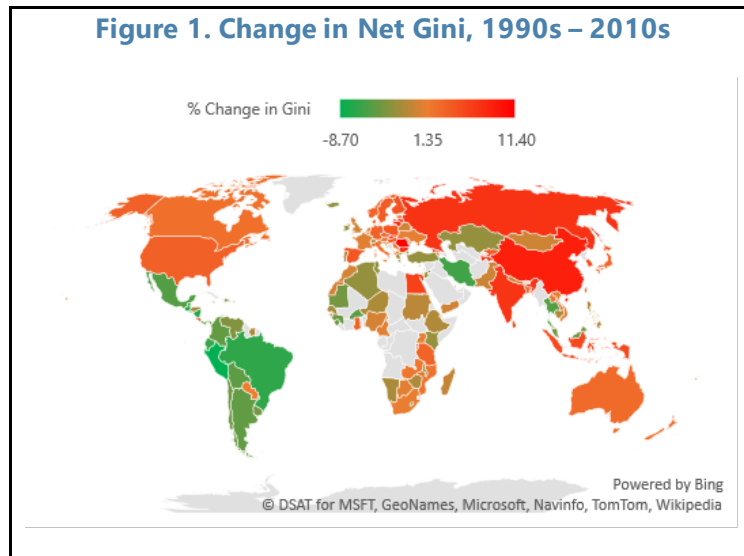 Figure 1. Change in Net Gini, 1990s – 2010s
% Change in Gini
-8.70 1.35 11.40
Powered by Bing
© DSAT for MSFT, GeoNames, Microsoft, Navinfo, TomTom, Wikipedia